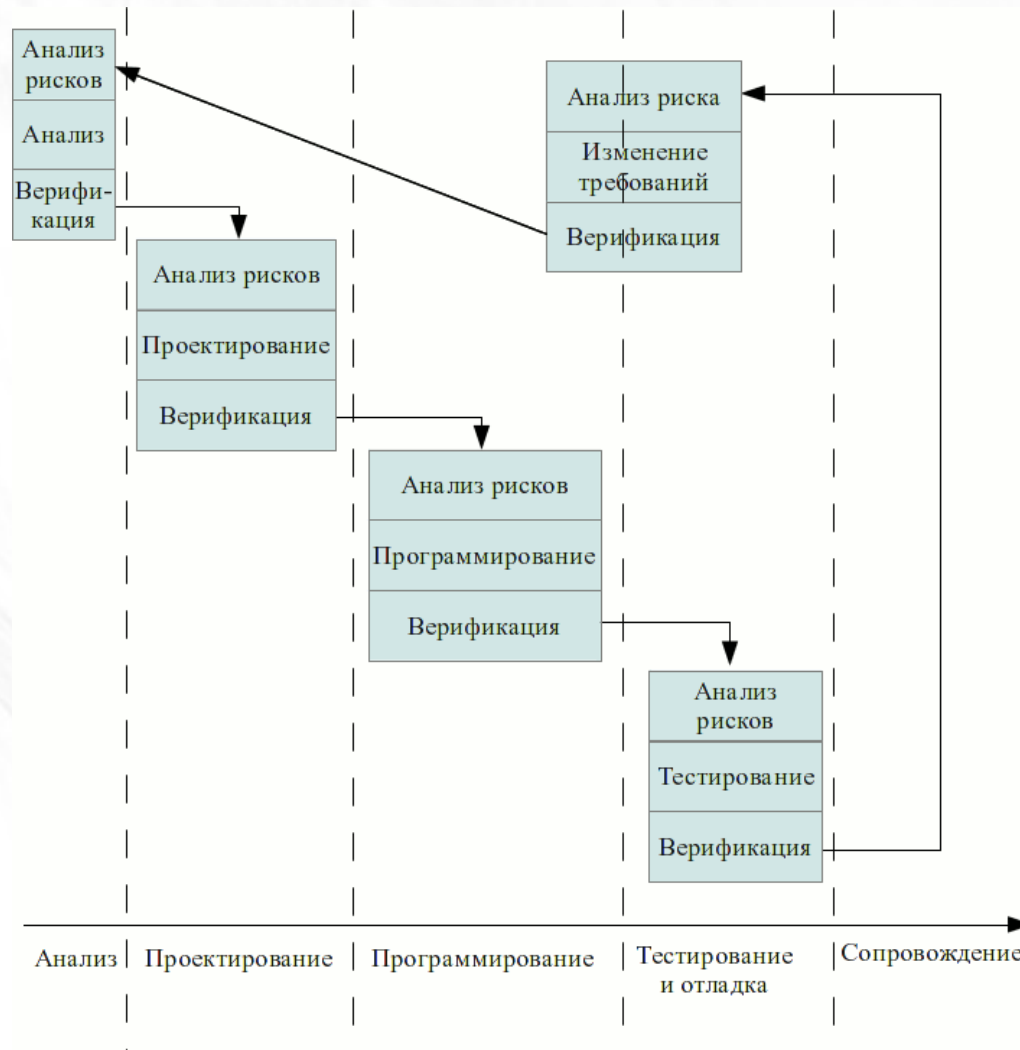 Анализ
рисков
Анализ
Верифи-
кация
Анализ риска
Изменение
требований
Верификация
Анализ рисков
Проектирование
Верификация
Анализ рисков
Программирование
Верификация
Анализ
рисков
Тестирование
Верификация
Анализ
Проектирование
Программирование
Тестирование
и отладка
Сопровождение